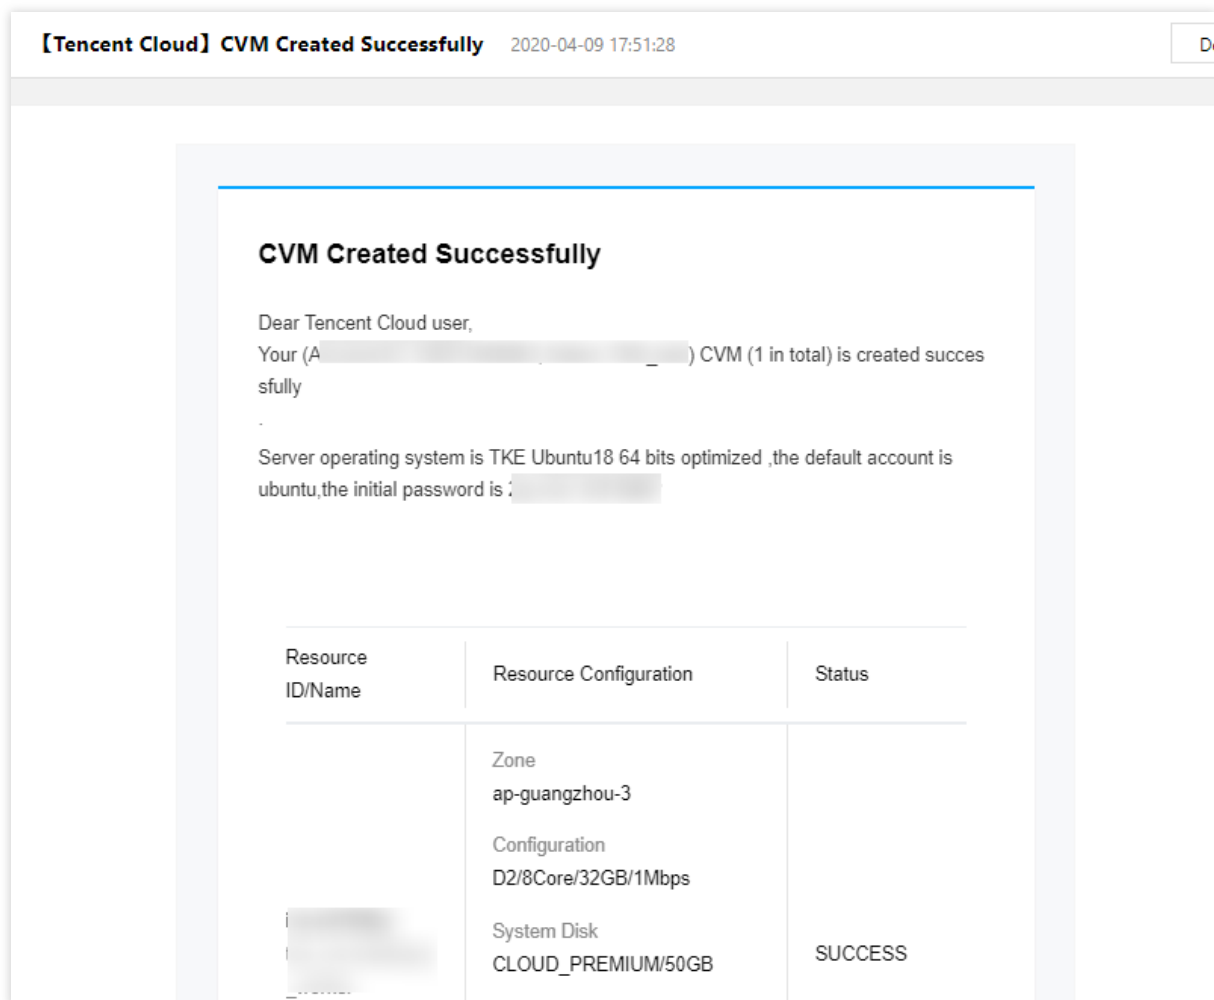 【Tencent Cloud】CVM Created Successfully 2020-04-09 17:51:28
CVM Created Successfully
Dear Tencent Cloud user,
Your (A ) CVM (1 in total) is created succes
sfully
.
Server operating system is TKE Ubuntu18 64 bits optimized ,the default account is
ubuntu,the initial password is
Resource
ID/Name
Resource Configuration
Status
Zone
ap-guangzhou-3
Configuration
D2/8Core/32GB/1Mbps
System Disk
CLOUD_PREMIUM/50GB
SUCCESS